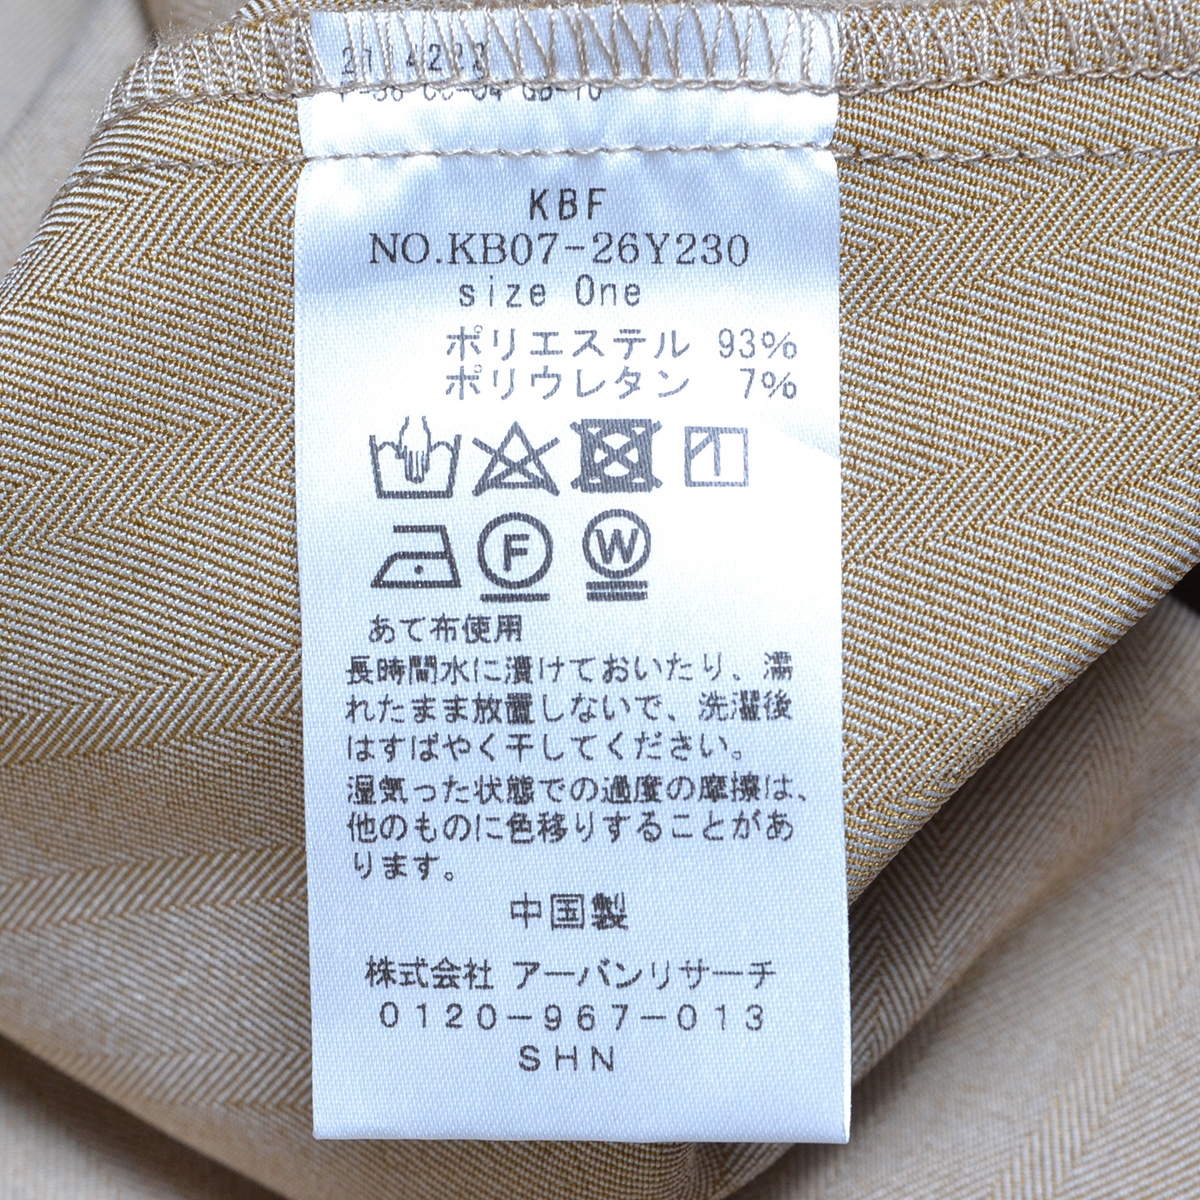 KBF
NO.KB07-26Y230
size One
ポリエステル 93%
ポリウレタン 7%
F W
あて布使用
長時間水に漬けておいたり、濡
れたまま放置しないで、洗濯後
はすばやく干してください。
湿気った状態での過度の摩擦は、
他のものに色移りすることがあ
ります。
中国製
株式会社 アーバンリサーチ
0120-967-013
SHN